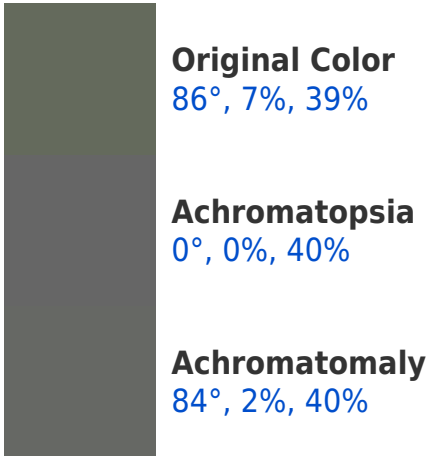 Original Color
86°, 7%, 39%
Achromatopsia
0°, 0%, 40%
Achromatomaly
84°, 2%, 40%